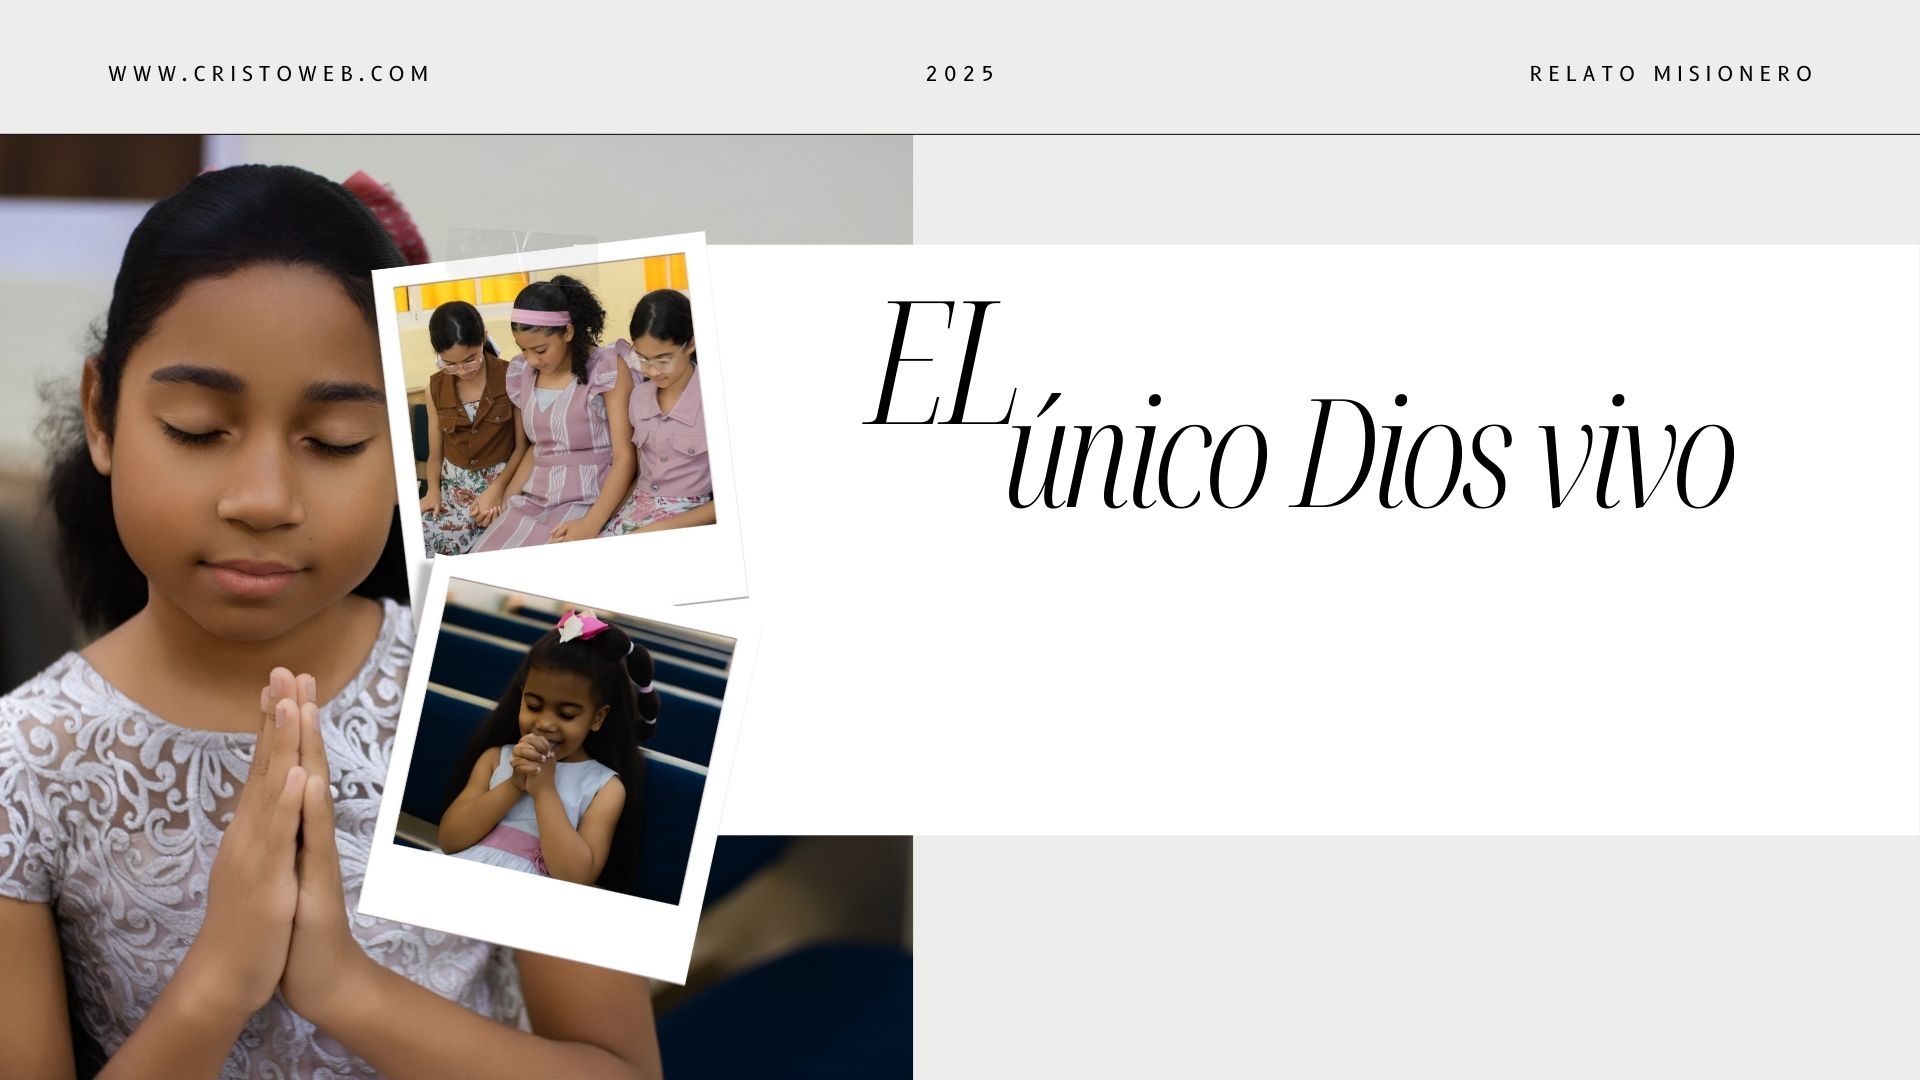 WWW.CRISTOWEB.COM
2025
RELATO MISIONERO
EL
único Dios vivo